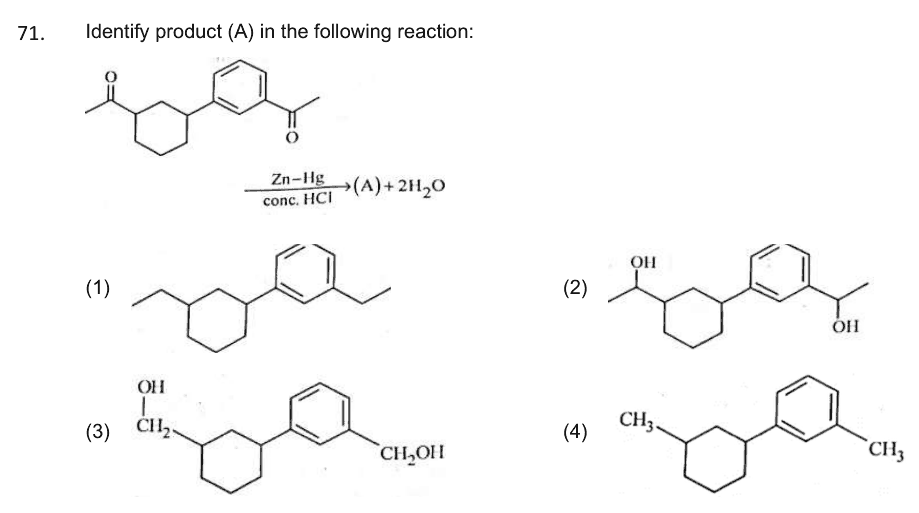 71. Identify product (A) in the following reaction:
O
O
Zn–Hg
conc. HCl
(A) + 2H₂O
(1)
(2) OH
OH
(3) OH
CH₂
CH₂OH
(4) CH₃
CH₃